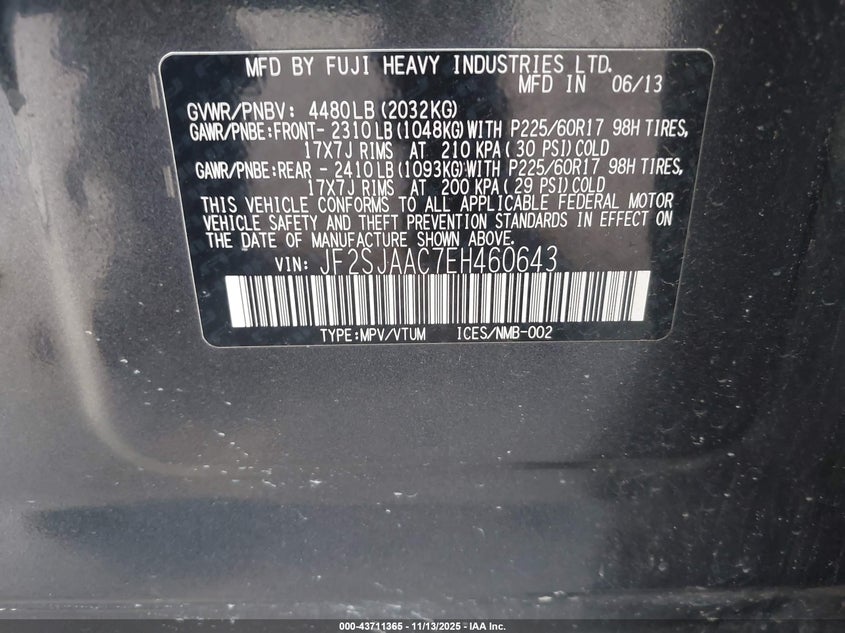 MFD BY FUJI HEAVY INDUSTRIES LTD.
MFD IN 06/13
GVWR/PNBV: 4480LB (2032KG)
GAWR/PNBE:FRONT- 2310 LB (1048KG) WITH P225/60R17 98H TIRES,
17X7J RIMS AT 210 KPA ( 30 PSI) COLD
GAWR/PNBE:REAR - 2410 LB (1093KG) WITH P225/60R17 98H TIRES,
17X7J RIMS AT 200 KPA ( 29 PSI) COLD
THIS VEHICLE CONFORMS TO ALL APPLICABLE FEDERAL MOTOR
VEHICLE SAFETY AND THEFT PREVENTION STANDARDS IN EFFECT ON
THE DATE OF MANUFACTURE SHOWN ABOVE.
VIN: JF2SJAAC7EH460643
TYPE:MPV/VTUM ICES/NMB-002
000-43711365 - 11/13/2025 - IAA Inc.